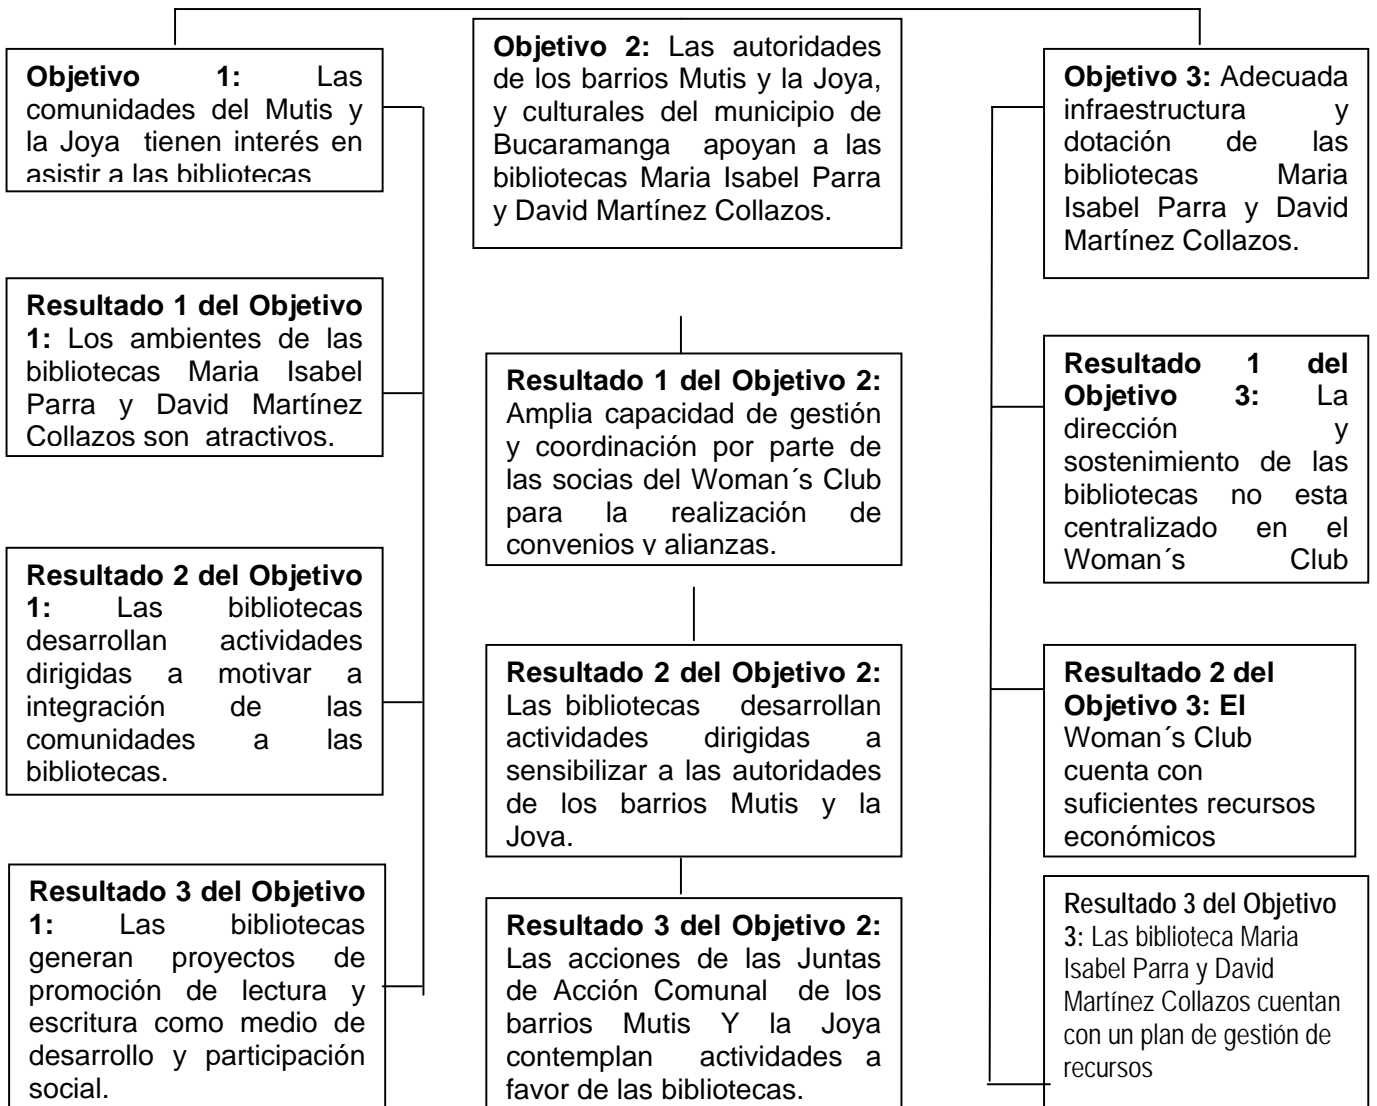 Objetivo 1: Las
comunidades del Mutis y
la Joya tienen interés en
asistir a las bibliotecas
Resultado 1 del Objetivo
1: Los ambientes de las
bibliotecas Maria Isabel
Parra y David Martínez
Collazos son atractivos.
Resultado 2 del Objetivo
1: Las bibliotecas
desarrollan actividades
dirigidas a motivar a
integración de las
comunidades a las
bibliotecas.
Resultado 3 del Objetivo
1: Las bibliotecas
generan proyectos de
promoción de lectura y
escritura como medio de
desarrollo y participación
social.
Objetivo 2: Las autoridades
de los barrios Mutis y la Joya,
y culturales del municipio de
Bucaramanga apoyan a las
bibliotecas Maria Isabel Parra
y David Martínez Collazos.
Resultado 1 del Objetivo 2:
Amplia capacidad de gestión
y coordinación por parte de
las socias del Woman´s Club
para la realización de
convenios y alianzas.
Resultado 2 del Objetivo 2:
Las bibliotecas desarrollan
actividades dirigidas a
sensibilizar a las autoridades
de los barrios Mutis y la
Joya.
Resultado 3 del Objetivo 2:
Las acciones de las Juntas
de Acción Comunal de los
barrios Mutis Y la Joya
contemplan actividades a
favor de las bibliotecas.
Objetivo 3: Adecuada
infraestructura y
dotación de las
bibliotecas Maria
Isabel Parra y David
Martínez Collazos.
Resultado 1 del
Objetivo 3: La
dirección y
sostenimiento de las
bibliotecas no esta
centralizado en el
Woman´s Club
Resultado 2 del
Objetivo 3: El
Woman´s Club
cuenta con
suficientes recursos
económicos
Resultado 3 del Objetivo
3: Las biblioteca Maria
Isabel Parra y David
Martínez Collazos cuentan
con un plan de gestión de
recursos